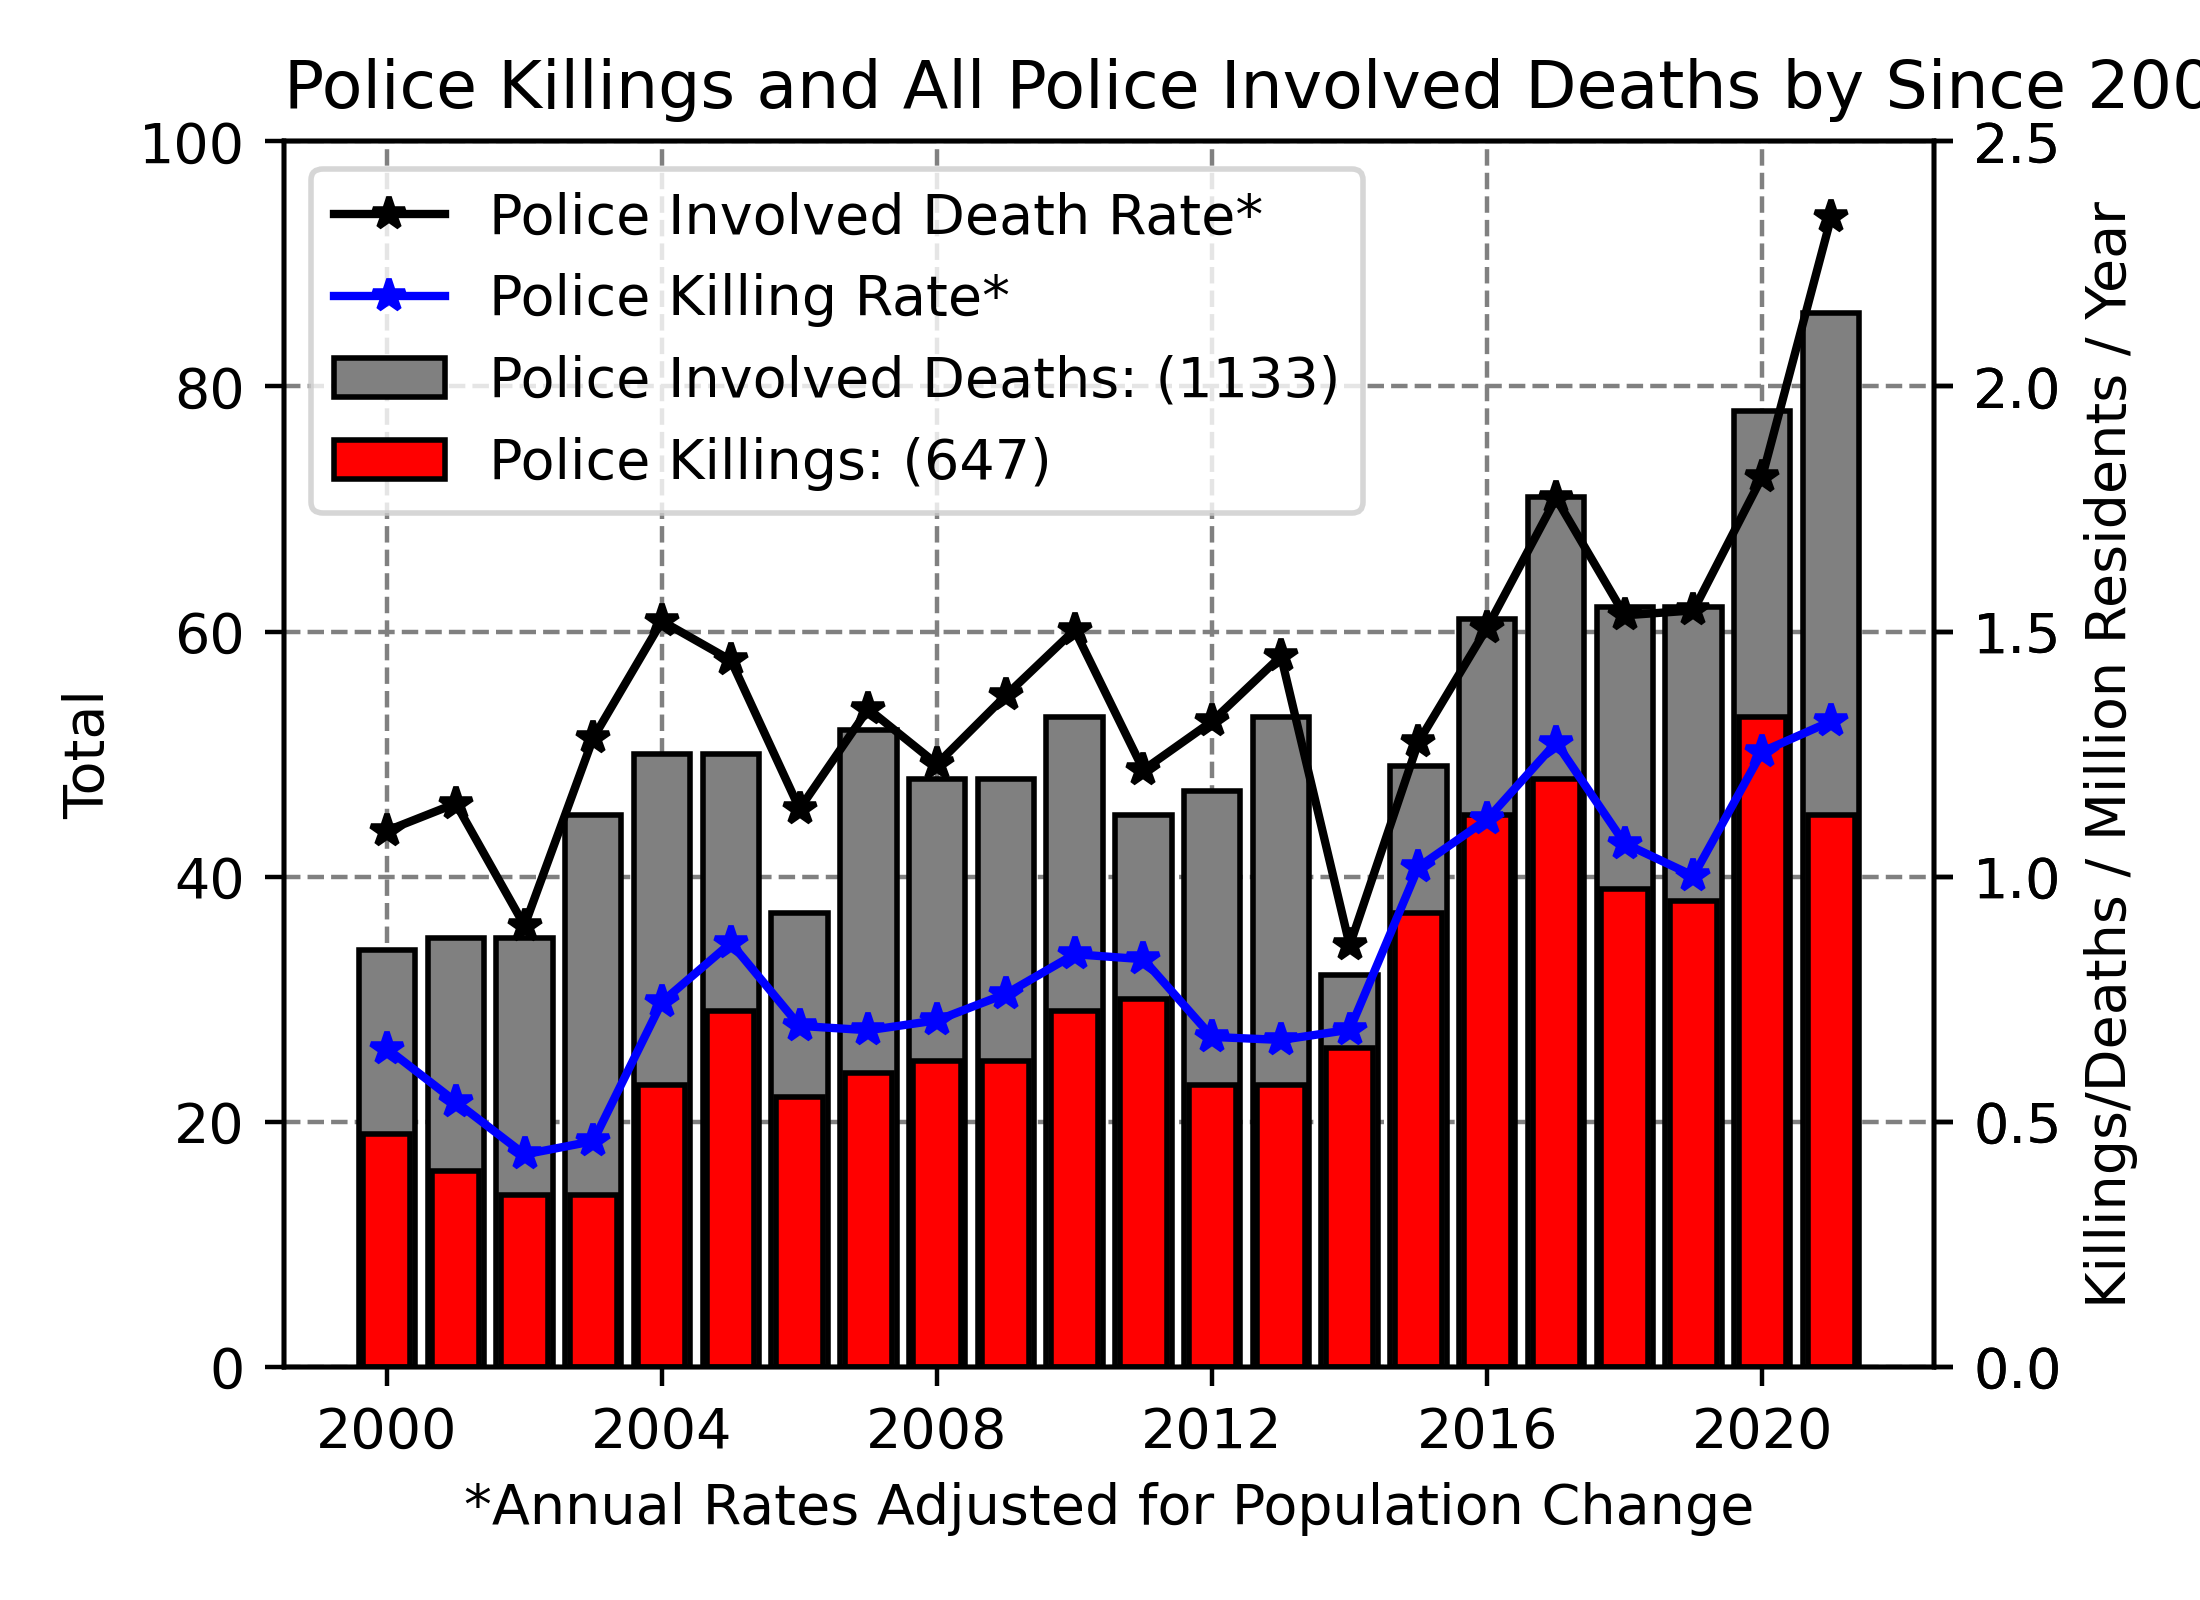 Police Killings and All Police Involved Deaths by Since 200
100
80
60
40
20
0
Total
2.5
2.0
1.5
1.0
0.5
0.0
Killings/Deaths / Million Residents / Year
Police Involved Death Rate*
Police Killing Rate*
Police Involved Deaths: (1133)
Police Killings: (647)
2000 2004 2008 2012 2016 2020
*Annual Rates Adjusted for Population Change